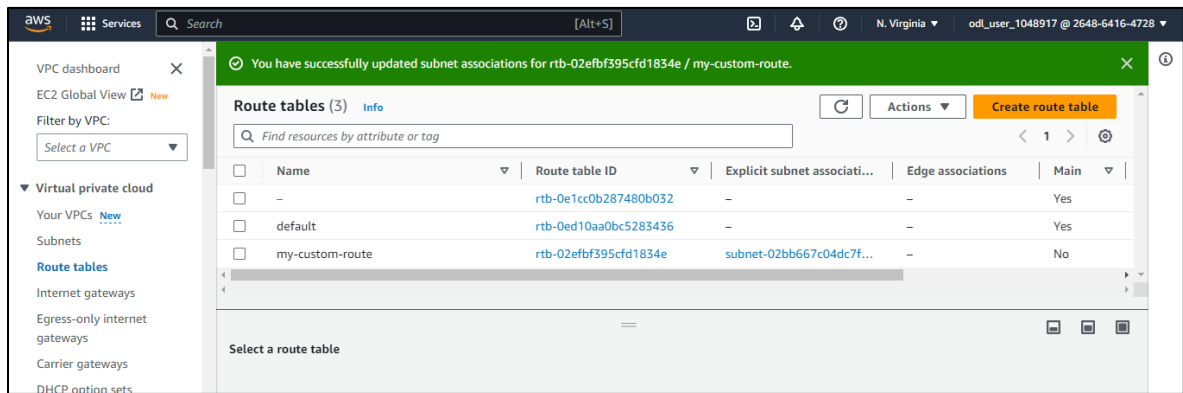 aws Services Search [Alt+S] N. Virginia ▼ odl_user_1048917 @ 2648-6416-4728 ▼
VPC dashboard
EC2 Global View New
Filter by VPC:
Select a VPC
Virtual private cloud
Your VPCs New
Subnets
Route tables
Internet gateways
Egress-only internet
gateways
Carrier gateways
DHCP option sets
You have successfully updated subnet associations for rtb-02efbf395cfd1834e / my-custom-route.
Route tables (3) Info Actions ▼ Create route table
Find resources by attribute or tag 1
Name Route table ID Explicit subnet associati... Edge associations Main
– rtb-0e1cc0b287480b032 – – Yes
default rtb-0ed10aa0bc5283436 – – Yes
my-custom-route rtb-02efbf395cfd1834e subnet-02bb667c04dc7f... – No
Select a route table